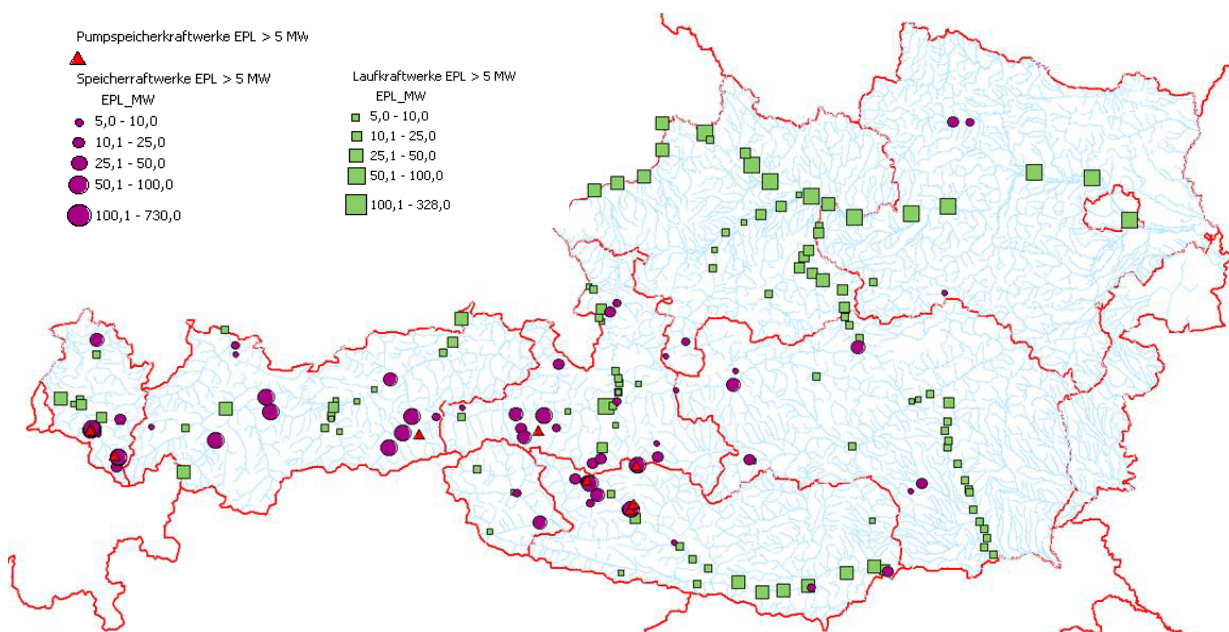 Pumpspeicherkraftwerke EPL > 5 MW
Speicherraftwerke EPL > 5 MW
EPL_MW
5,0 - 10,0
10,1 - 25,0
25,1 - 50,0
50,1 - 100,0
100,1 - 730,0
Laufkraftwerke EPL > 5 MW
EPL_MW
5,0 - 10,0
10,1 - 25,0
25,1 - 50,0
50,1 - 100,0
100,1 - 328,0